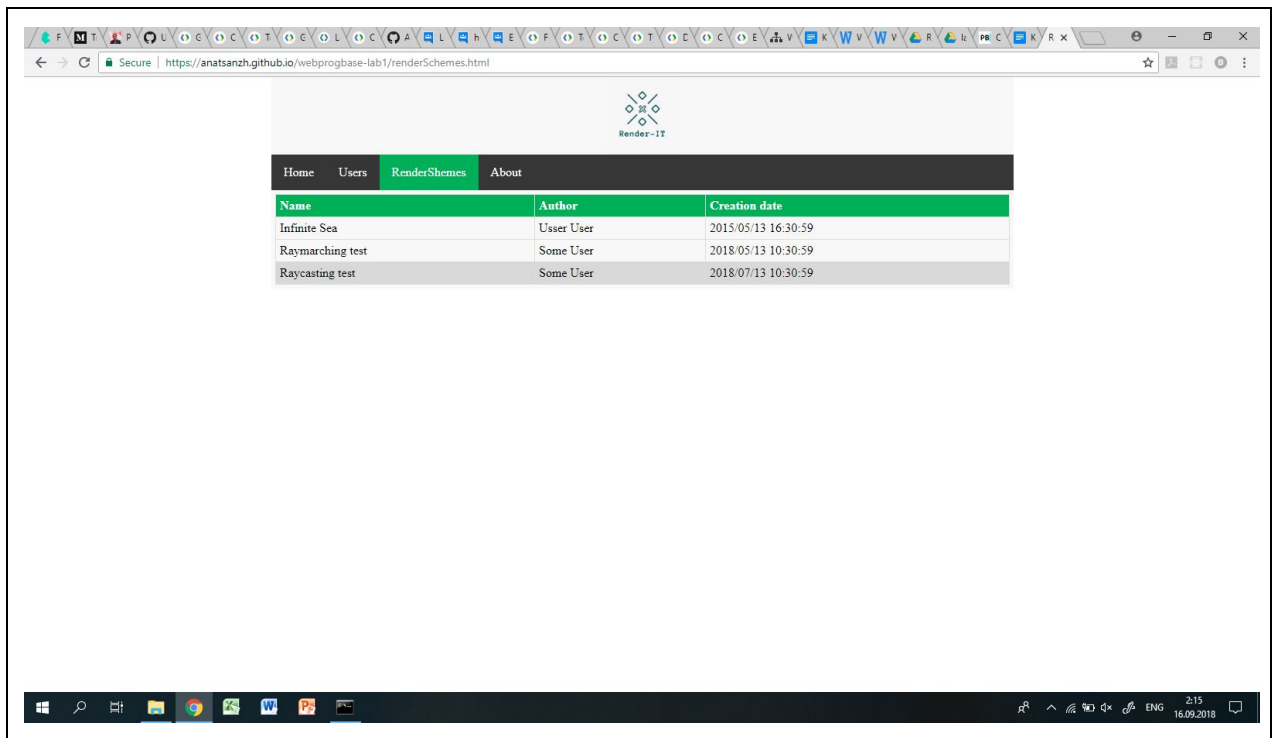 F M T P U G C T G L C A L h E F T C T C E V K W V W V R Iz PB C K R
Secure | https://anatsanzh.github.io/webprogbase-lab1/renderSchemes.html
Render-IT
Home Users RenderShemes About
Name Author Creation date
Infinite Sea Usser User 2015/05/13 16:30:59
Raymarching test Some User 2018/05/13 10:30:59
Raycasting test Some User 2018/07/13 10:30:59
ENG 2:15
16.09.2018